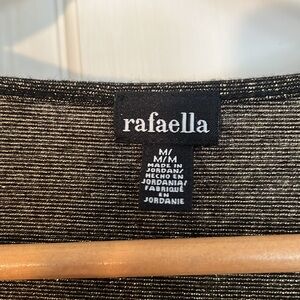 rafaella
M/
M/M
MADE IN
JORDAN/
HECHO EN
JORDANIA/
FABRIQUÉ
EN
JORDANIE